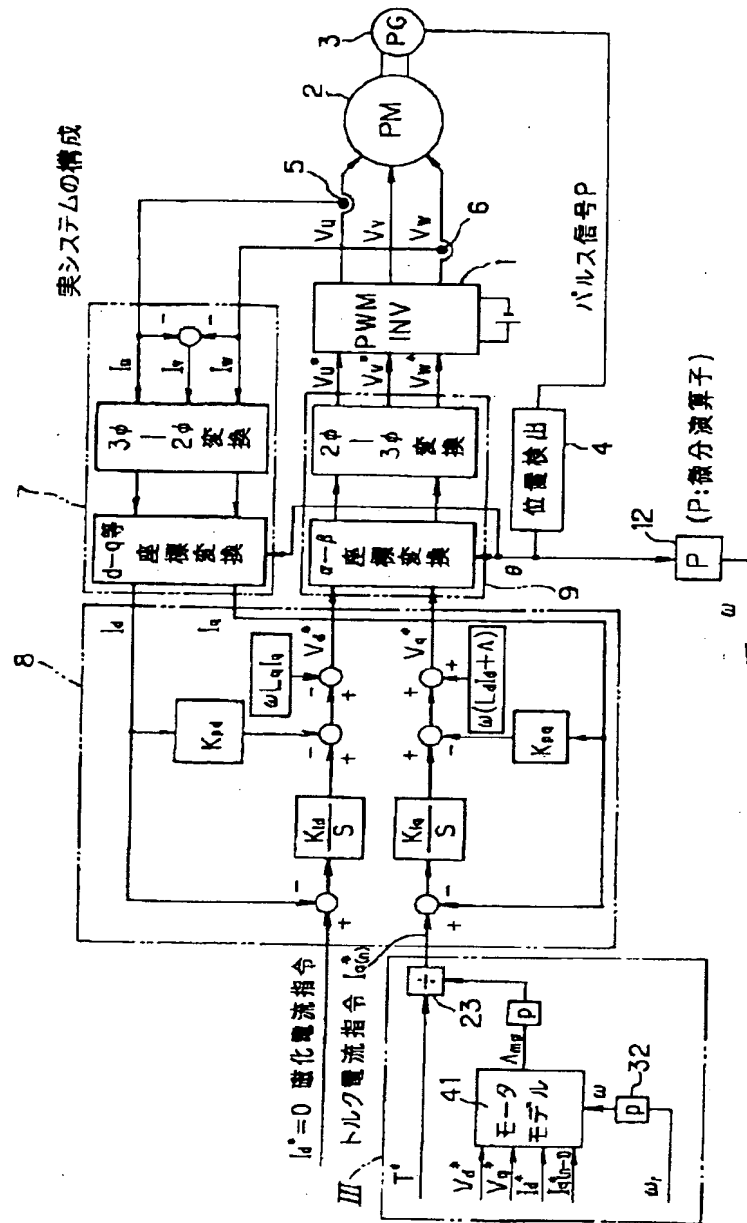 実システムの構成
7
3φ
―
2φ
変換
d-q等
座標変換
Iu
Iv
Iw
-
-
Id
Iq
8
Kpd
ωLqIq
KId
S
KIq
S
Kpq
ω(LdId+Λ)
Vd*
Vq*
-
+
-
+
-
+
+
-
+
-
+
+
+
α-β
座標変換
2φ
―
3φ
変換
9
θ
Vu*
Vv*
Vw*
PWM
INV
1
Vu
Vv
Vw
5
6
2
PM
3
PG
パルス信号P
位置検出
4
12
P
(P:微分演算子)
ω
Id*=0 磁化電流指令
トルク電流指令 Iq(n)*
III
T*
÷
23
p
Λmg
41
モータ
モデル
Vd*
Vq*
Id*
Iq(n-1)*
ω
p
32
ωr